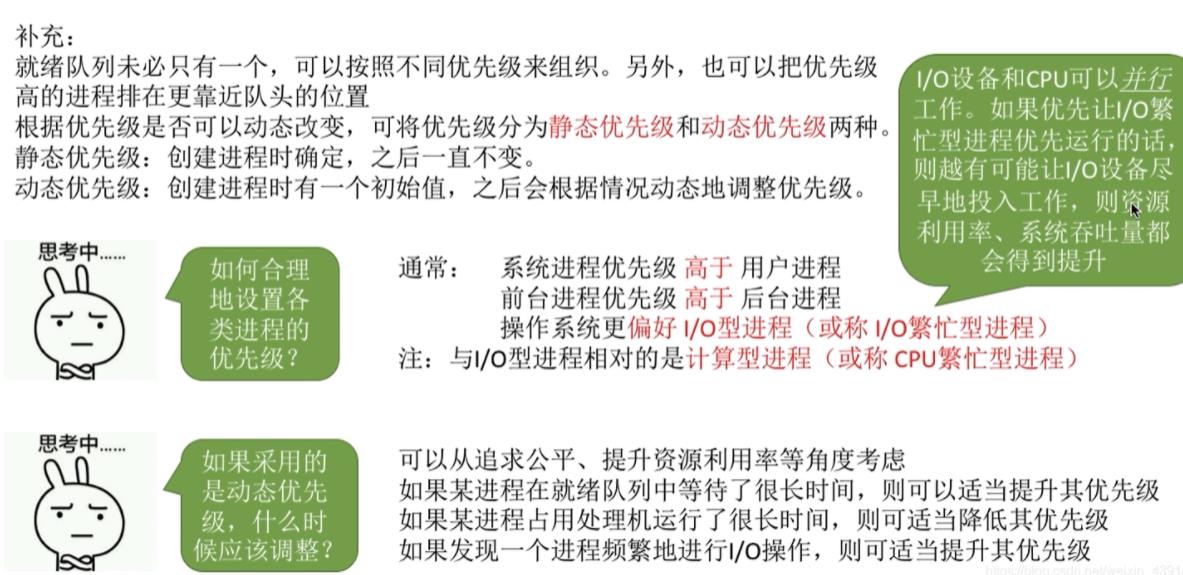 补充：
就绪队列未必只有一个，可以按照不同优先级来组织。另外，也可以把优先级
高的进程排在更靠近队头的位置
根据优先级是否可以动态改变，可将优先级分为静态优先级和动态优先级两种。
静态优先级：创建进程时确定，之后一直不变。
动态优先级：创建进程时有一个初始值，之后会根据情况动态地调整优先级。
I/O设备和CPU可以并行
工作。如果优先让I/O繁
忙型进程优先运行的话，
则越有可能让I/O设备尽
早地投入工作，则资源
利用率、系统吞吐量都
会得到提升
思考中......
如何合理
地设置各
类进程的
优先级？
通常： 系统进程优先级 高于 用户进程
前台进程优先级 高于 后台进程
操作系统更偏好 I/O型进程（或称 I/O繁忙型进程）
注：与I/O型进程相对的是计算型进程（或称 CPU繁忙型进程）
思考中......
如果采用的
是动态优先
级，什么时
候应该调整？
可以从追求公平、提升资源利用率等角度考虑
如果某进程在就绪队列中等待了很长时间，则可以适当提升其优先级
如果某进程占用处理机运行了很长时间，则可适当降低其优先级
如果发现一个进程频繁地进行I/O操作，则可适当提升其优先级